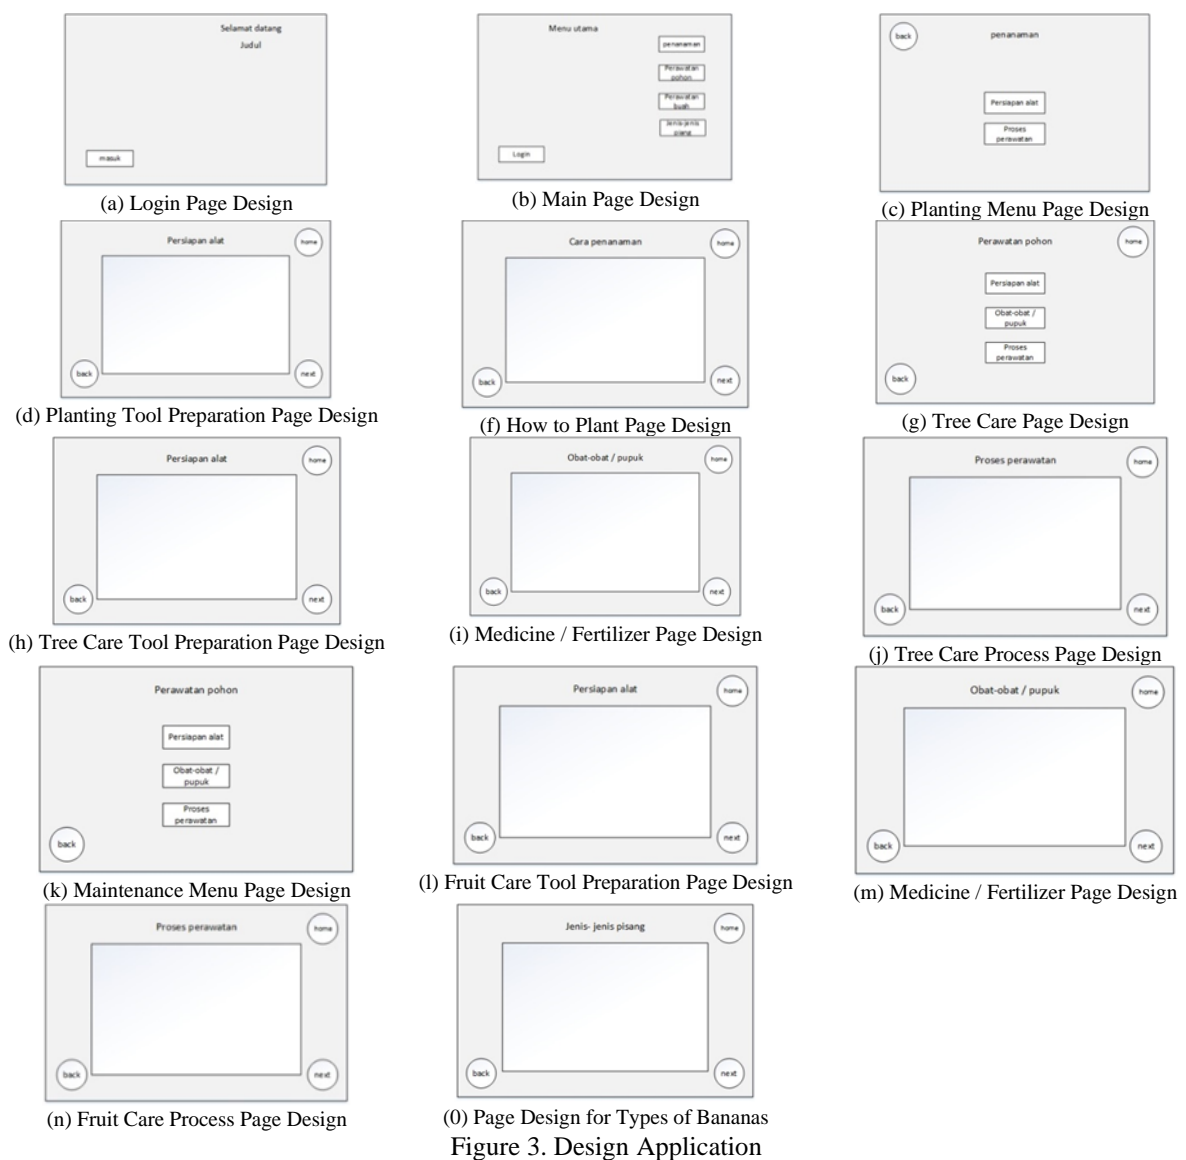 Selamat datang
Judul
masuk
(a) Login Page Design
Menu utama
penanaman
Perawatan
pohon
Perawatan
buah
Jenis-jenis
piang
Login
(b) Main Page Design
back
penanaman
Persiapan alat
Proses
perawatan
(c) Planting Menu Page Design
Persiapan alat
home
back
next
(d) Planting Tool Preparation Page Design
Cara penanaman
home
back
next
(f) How to Plant Page Design
Perawatan pohon
home
Persiapan alat
Obat-obat /
pupuk
Proses
perawatan
back
(g) Tree Care Page Design
Persiapan alat
home
back
next
(h) Tree Care Tool Preparation Page Design
Obat-obat / pupuk
home
back
next
(i) Medicine / Fertilizer Page Design
Proses perawatan
home
back
next
(j) Tree Care Process Page Design
Perawatan pohon
Persiapan alat
Obat-obat /
pupuk
Proses
perawatan
back
(k) Maintenance Menu Page Design
Persiapan alat
home
back
next
(l) Fruit Care Tool Preparation Page Design
Obat-obat / pupuk
home
back
next
(m) Medicine / Fertilizer Page Design
Proses perawatan
home
back
next
(n) Fruit Care Process Page Design
Jenis- jenis pisang
home
back
next
(0) Page Design for Types of Bananas
Figure 3. Design Application